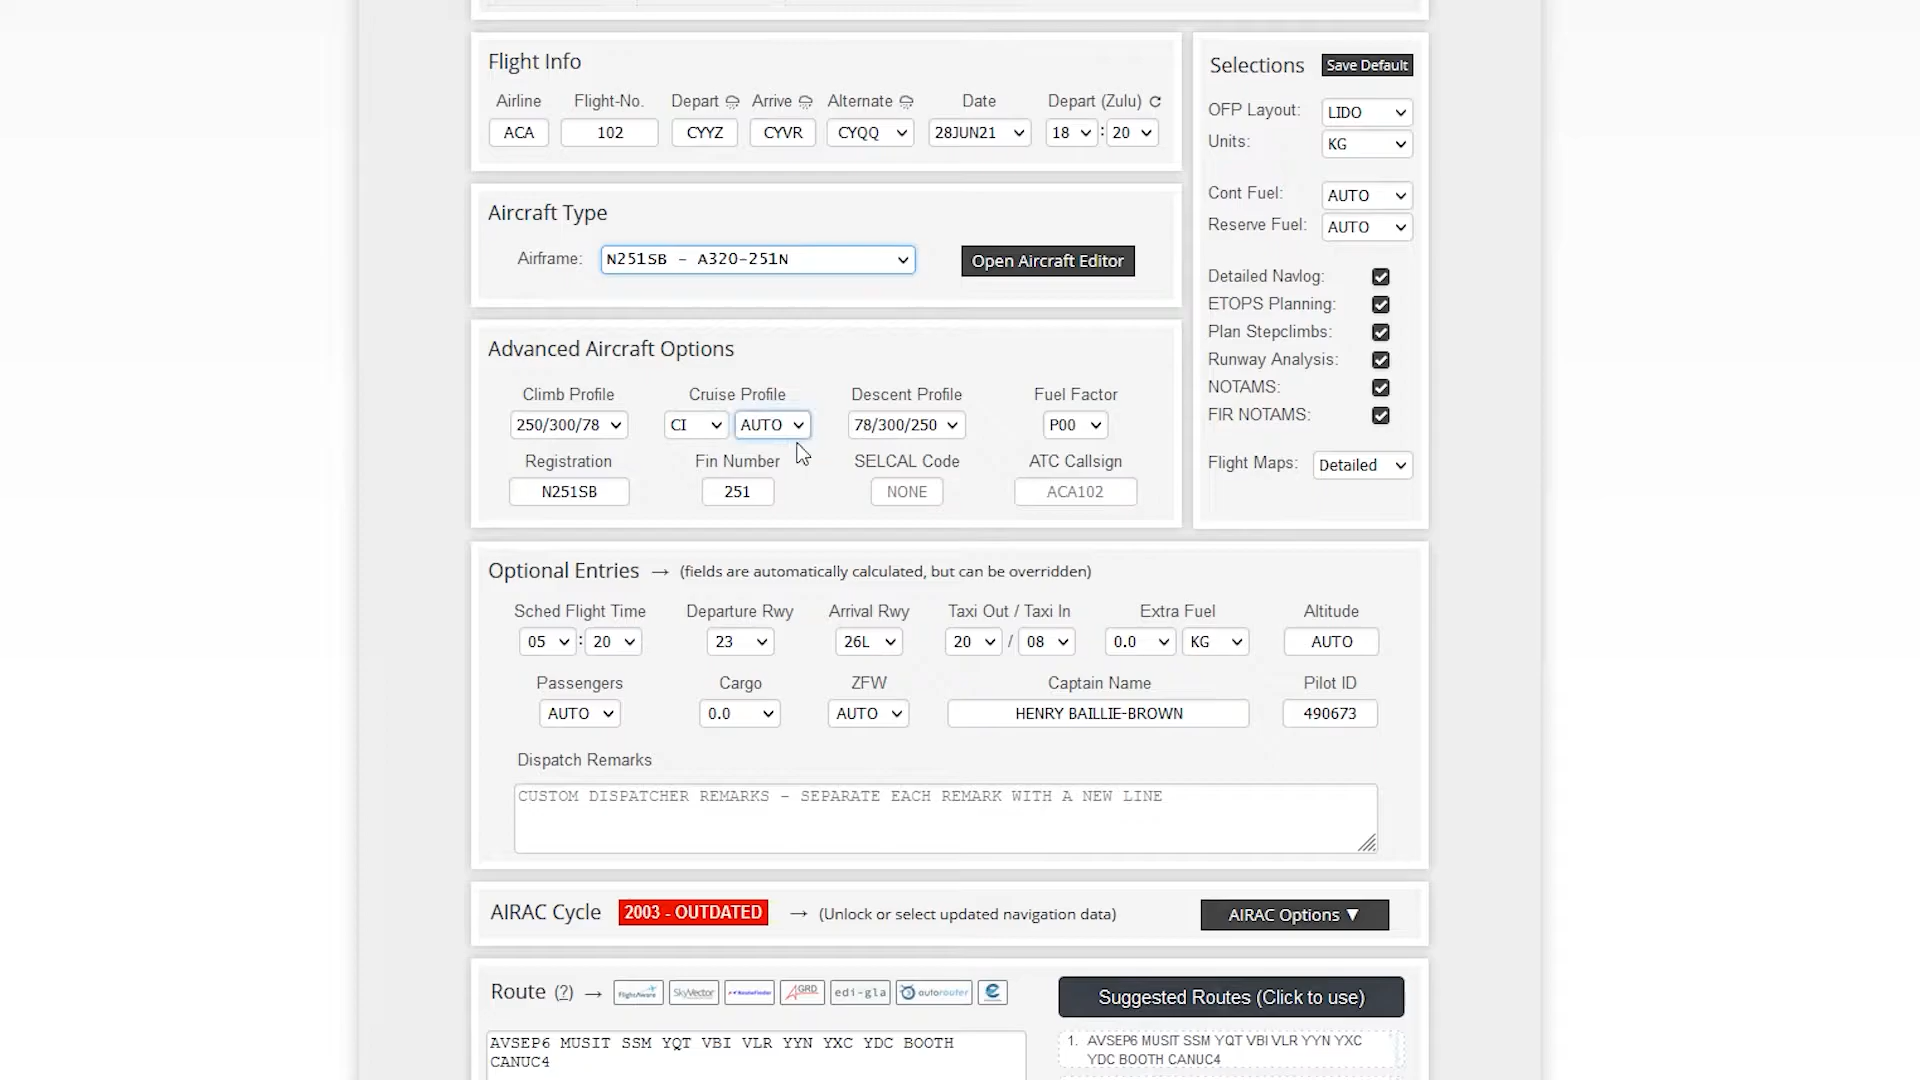 Flight Info
Airline Flight-No. Depart Arrive Alternate Date Depart (Zulu)
ACA 102 CYYZ CYVR CYQQ 28JUN21 18 : 20
Selections Save Default
OFP Layout: LIDO
Units: KG
Cont Fuel: AUTO
Reserve Fuel: AUTO
Detailed Navlog:
ETOPS Planning:
Plan Stepclimbs:
Runway Analysis:
NOTAMS:
FIR NOTAMS:
Flight Maps: Detailed
Aircraft Type
Airframe: N251SB - A320-251N Open Aircraft Editor
Advanced Aircraft Options
Climb Profile Cruise Profile Descent Profile Fuel Factor
250/300/78 CI AUTO 78/300/250 P00
Registration Fin Number SELCAL Code ATC Callsign
N251SB 251 NONE ACA102
Optional Entries → (fields are automatically calculated, but can be overridden)
Sched Flight Time Departure Rwy Arrival Rwy Taxi Out / Taxi In Extra Fuel Altitude
05 : 20 23 26L 20 / 08 0.0 KG AUTO
Passengers Cargo ZFW Captain Name Pilot ID
AUTO 0.0 AUTO HENRY BAILLIE-BROWN 490673
Dispatch Remarks
CUSTOM DISPATCHER REMARKS - SEPARATE EACH REMARK WITH A NEW LINE
AIRAC Cycle 2003 - OUTDATED → (Unlock or select updated navigation data) AIRAC Options ▼
Route (?) → FlightAware SkyVector RouteFinder GRD edi-gla autorouter
Suggested Routes (Click to use)
AVSEP6 MUSIT SSM YQT VBI VLR YYN YXC YDC BOOTH
CANUC4
1. AVSEP6 MUSIT SSM YQT VBI VLR YYN YXC
YDC BOOTH CANUC4